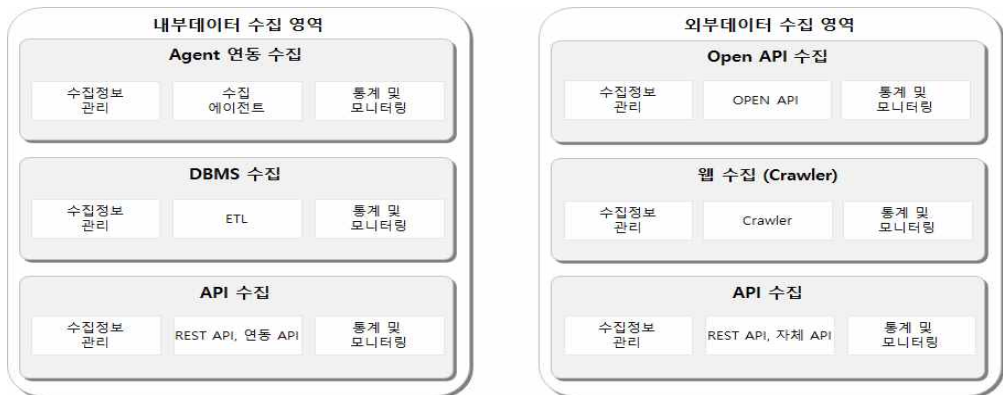 내부데이터 수집 영역
Agent 연동 수집
수집정보
관리
수집
에이전트
통계 및
모니터링
DBMS 수집
수집정보
관리
ETL
통계 및
모니터링
API 수집
수집정보
관리
REST API, 연동 API
통계 및
모니터링
외부데이터 수집 영역
Open API 수집
수집정보
관리
OPEN API
통계 및
모니터링
웹 수집 (Crawler)
수집정보
관리
Crawler
통계 및
모니터링
API 수집
수집정보
관리
REST API, 자체 API
통계 및
모니터링